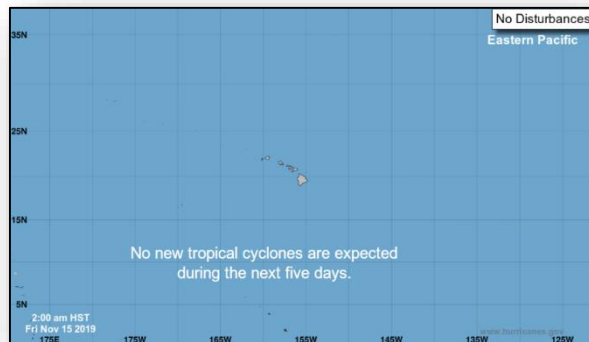 35N
No Disturbances
Eastern Pacific
25N
15N
No new tropical cyclones are expected
during the next five days.
5N
2:00 am HST
Fri Nov 15 2019
www.hurricanes.gov
175E
175W
165W
155W
145W
135W
125W